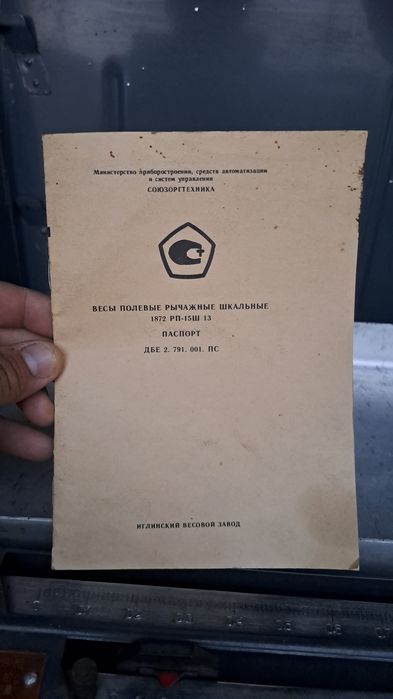 Министерство приборостроения, средств автоматизации
и систем управления
СОЮЗОРГТЕХНИКА
ВЕСЫ ПОЛЕВЫЕ РЫЧАЖНЫЕ ШКАЛЬНЫЕ
1872 РП-15Ш 13
ПАСПОРТ
ДБЕ 2. 791. 001. ПС
ИГЛИНСКИЙ ВЕСОВОЙ ЗАВОД